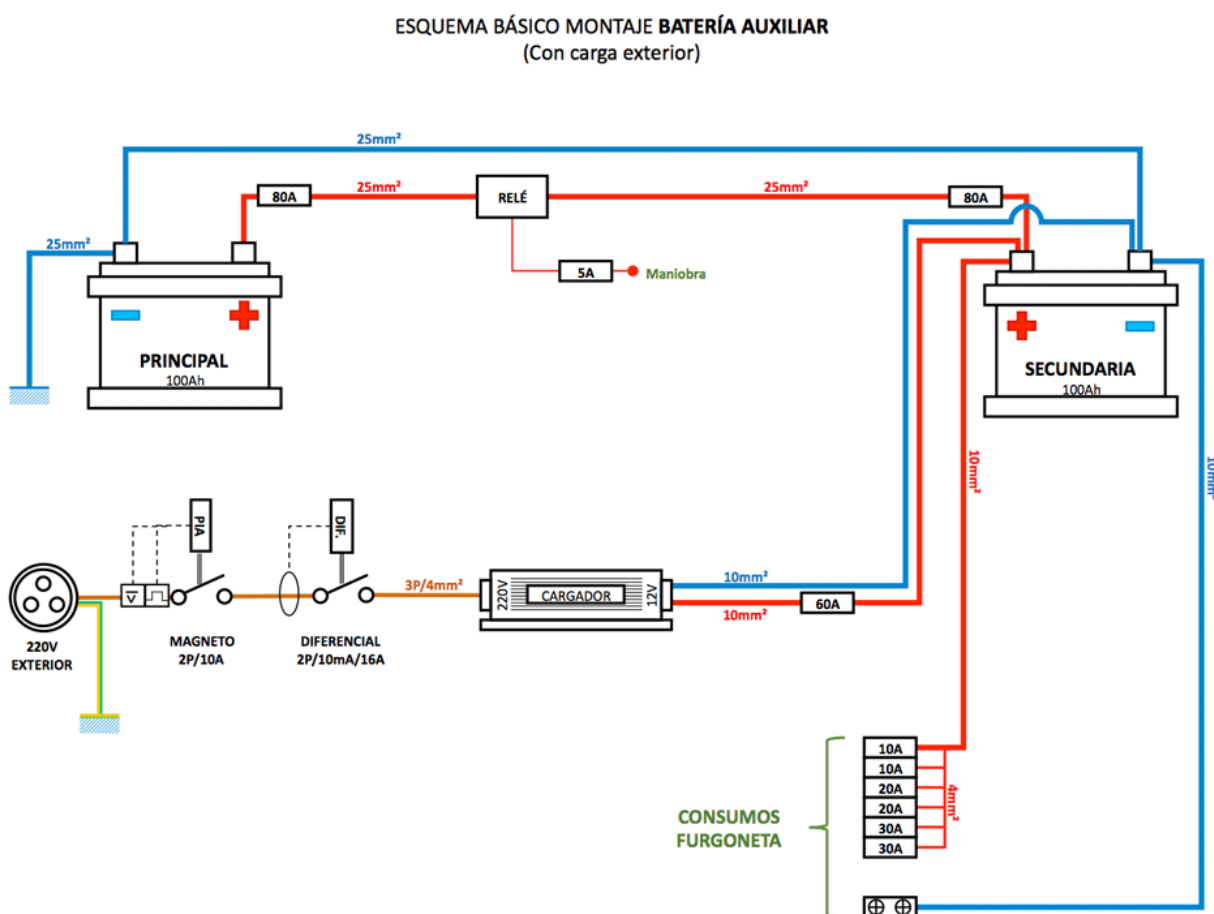 ESQUEMA BÁSICO MONTAJE BATERÍA AUXILIAR
(Con carga exterior)
25mm²
80A
25mm²
RELÉ
25mm²
80A
25mm²
5A
Maniobra
PRINCIPAL
100Ah
SECUNDARIA
100Ah
10mm²
10mm²
PIA
DIF.
220V
EXTERIOR
MAGNETO
2P/10A
DIFERENCIAL
2P/10mA/16A
3P/4mm²
220V
CARGADOR
12V
10mm²
10mm²
60A
CONSUMOS
FURGONETA
10A
10A
20A
20A
30A
30A
4mm²